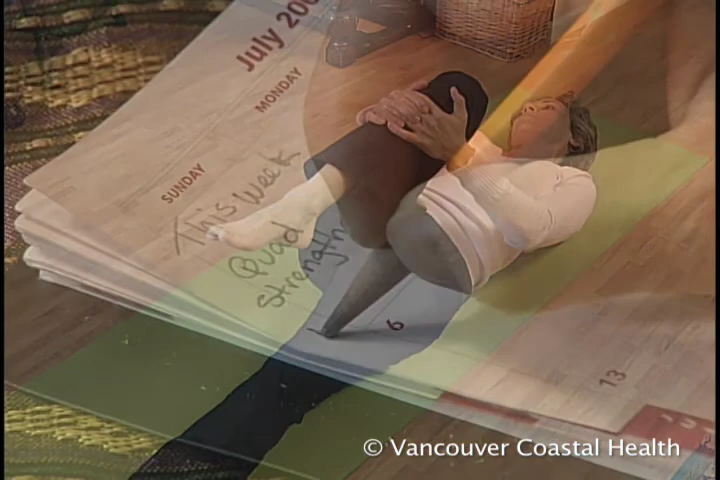 July 200
MONDAY
SUNDAY
This week
Quad
Strength
6
13
© Vancouver Coastal Health